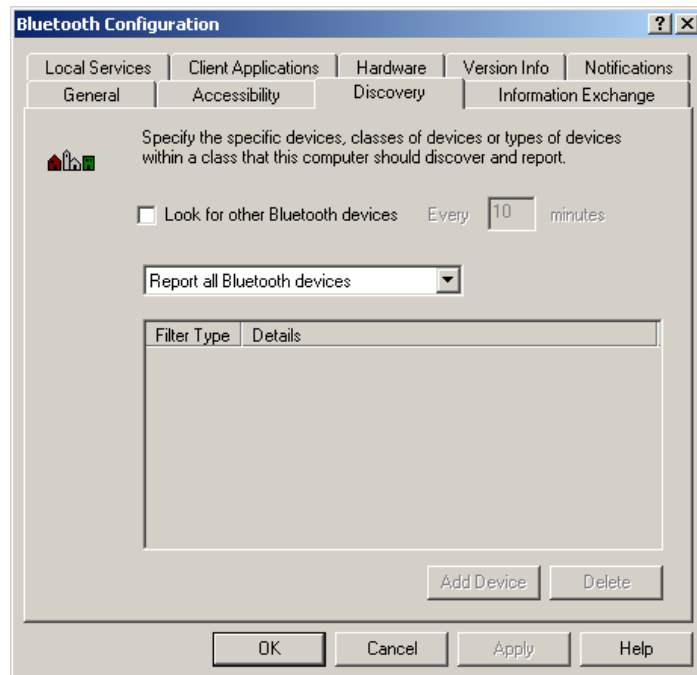 Bluetooth Configuration
Local Services Client Applications Hardware Version Info Notifications
General Accessibility Discovery Information Exchange
Specify the specific devices, classes of devices or types of devices
within a class that this computer should discover and report.
Look for other Bluetooth devices Every 10 minutes
Report all Bluetooth devices
Filter Type Details
Add Device Delete
OK Cancel Apply Help